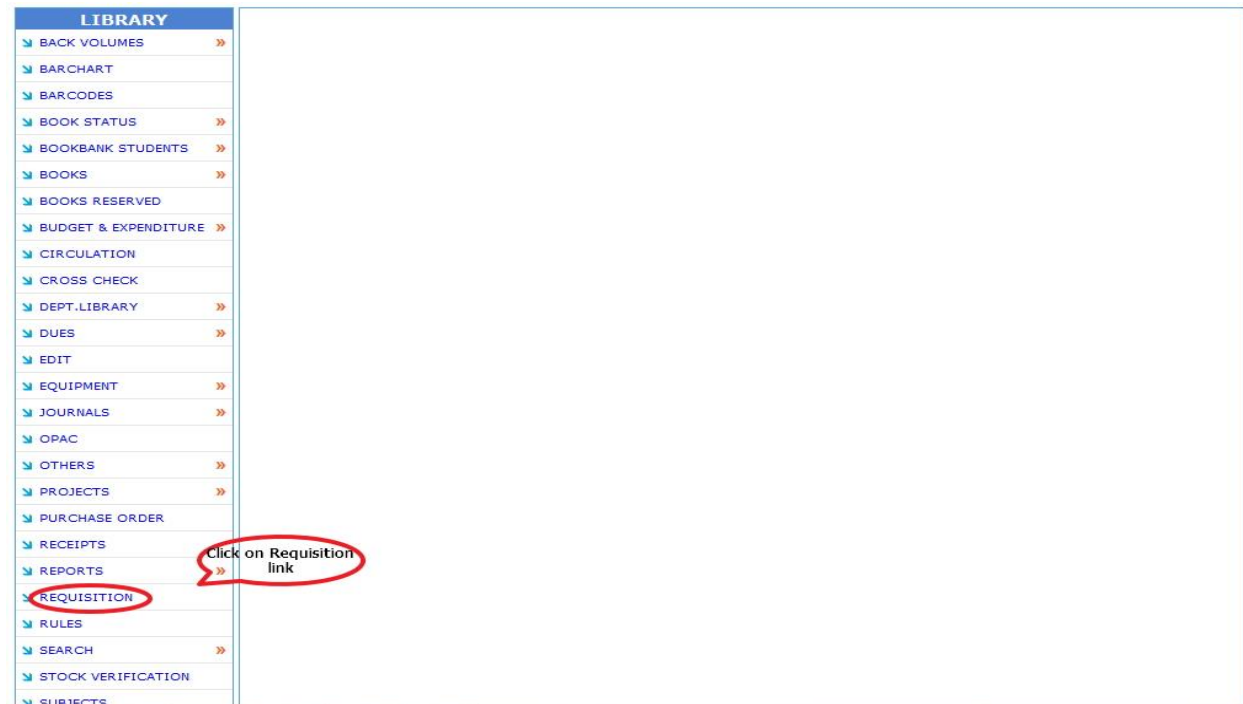 LIBRARY
BACK VOLUMES »
BARCHART
BARCODES
BOOK STATUS »
BOOKBANK STUDENTS »
BOOKS »
BOOKS RESERVED
BUDGET & EXPENDITURE »
CIRCULATION
CROSS CHECK
DEPT.LIBRARY »
DUES »
EDIT
EQUIPMENT »
JOURNALS »
OPAC
OTHERS »
PROJECTS »
PURCHASE ORDER
RECEIPTS
REPORTS »
Click on Requisition
link
REQUISITION
RULES
SEARCH »
STOCK VERIFICATION
SUBJECTS